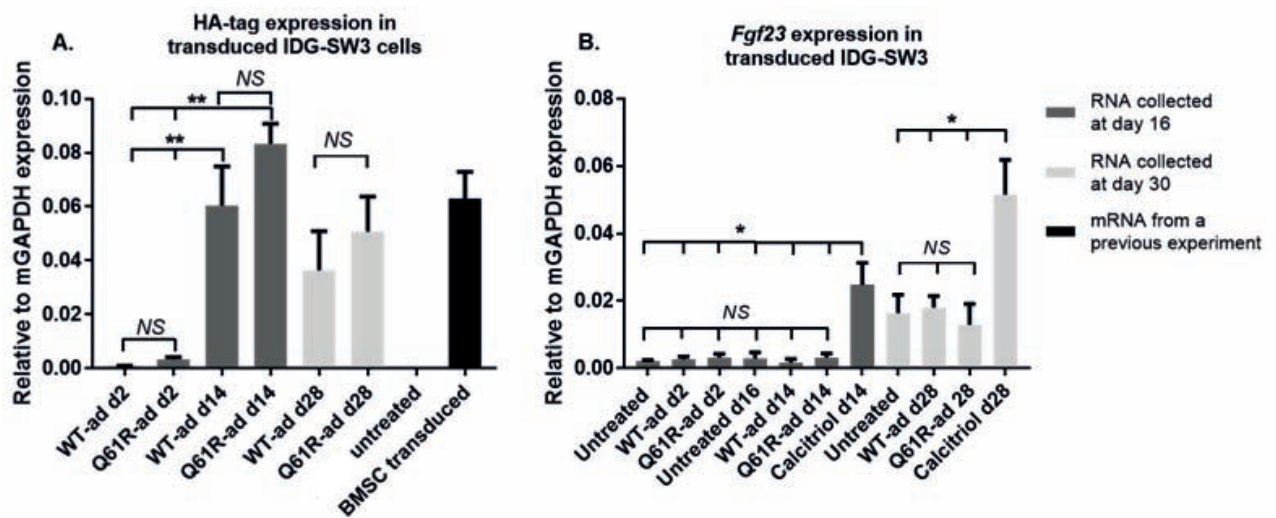 A.
HA-tag expression in
transduced IDG-SW3 cells
Relative to mGAPDH expression
0.10
0.08
0.06
0.04
0.02
0.00
NS
**
**
NS
NS
WT-ad d2
Q61R-ad d2
WT-ad d14
Q61R-ad d14
WT-ad d28
Q61R-ad d28
untreated
BMSC transduced
B.
Fgf23 expression in
transduced IDG-SW3
Relative to mGAPDH expression
0.08
0.06
0.04
0.02
0.00
*
*
NS
NS
Untreated
WT-ad d2
Q61R-ad d2
Untreated d16
WT-ad d14
Q61R-ad d14
Calcitriol d14
Untreated
WT-ad d28
Q61R-ad 28
Calcitriol d28
RNA collected
at day 16
RNA collected
at day 30
mRNA from a
previous experiment